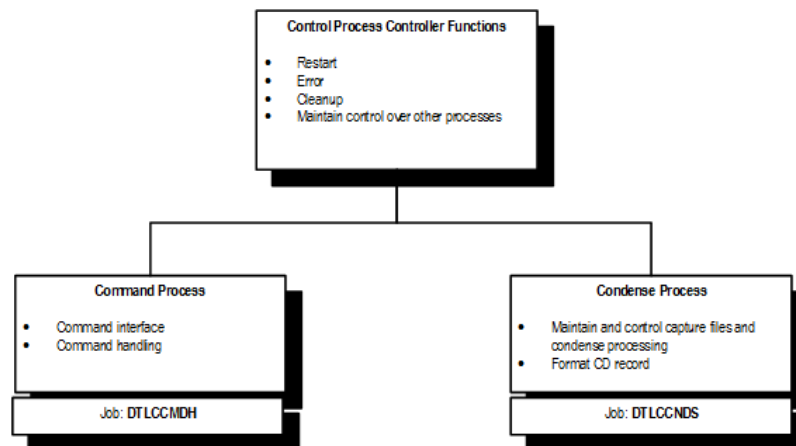 Control Process Controller Functions
• Restart
• Error
• Cleanup
• Maintain control over other processes
Command Process
• Command interface
• Command handling
Job: DTLCCMDH
Condense Process
• Maintain and control capture files and
condense processing
• Format CD record
Job: DTLCCNDS